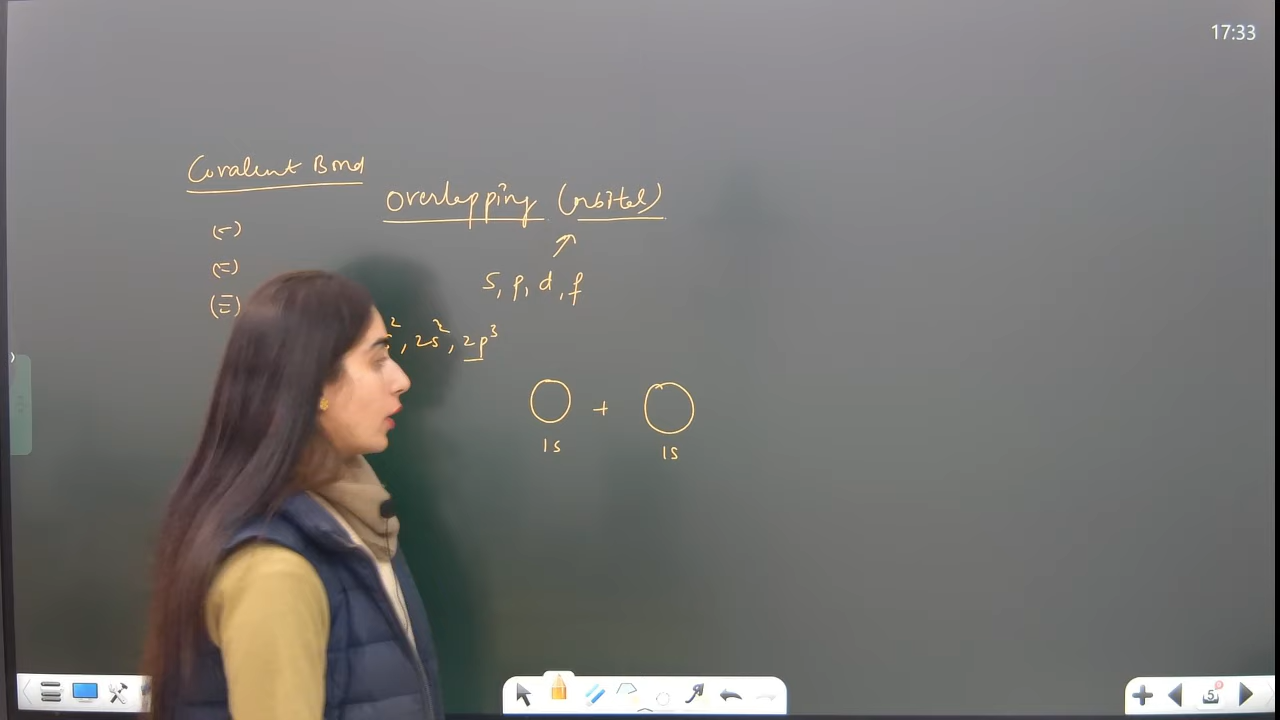 17:33
Covalent Bond
Overlapping (orbital)
(-)
(=)
(≡)
s, p, d, f
², 2s², 2p³
+
1s 1s
5